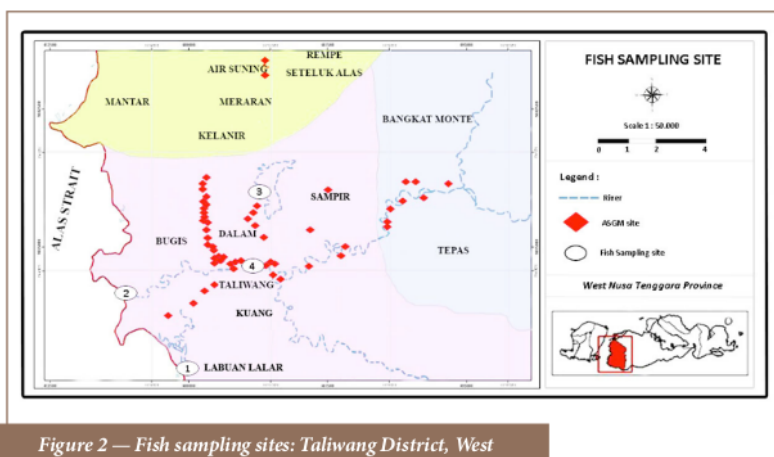 REMPE
AIR SUNING
SETELUK ALAS
MANTAR
MERARAN
BANGKAT MONTE
KELANIR
ALAS STRAIT
3
SAMPIR
DALAM
BUGIS
TEPAS
4
2
TALIWANG
KUANG
1
LABUAN LALAR
FISH SAMPLING SITE
Scale 1 : 50.000
0 1 2 4
Legend :
River
ASGM site
Fish Sampling site
West Nusa Tenggara Province
Figure 2 — Fish sampling sites: Taliwang District, West